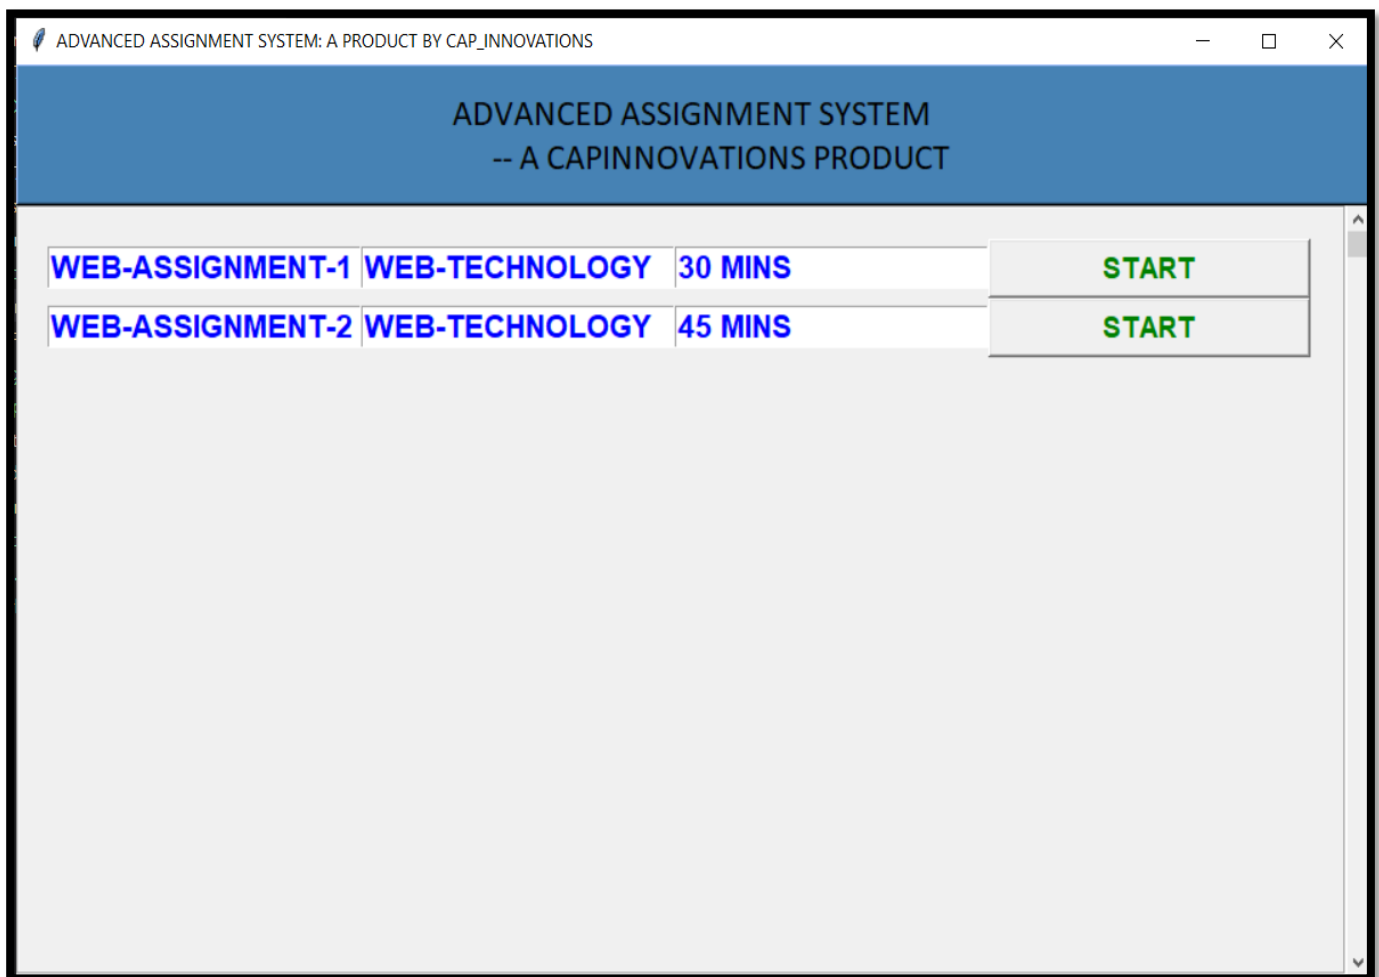 ADVANCED ASSIGNMENT SYSTEM: A PRODUCT BY CAP_INNOVATIONS
ADVANCED ASSIGNMENT SYSTEM
-- A CAPINNOVATIONS PRODUCT
WEB-ASSIGNMENT-1 WEB-TECHNOLOGY 30 MINS START
WEB-ASSIGNMENT-2 WEB-TECHNOLOGY 45 MINS START